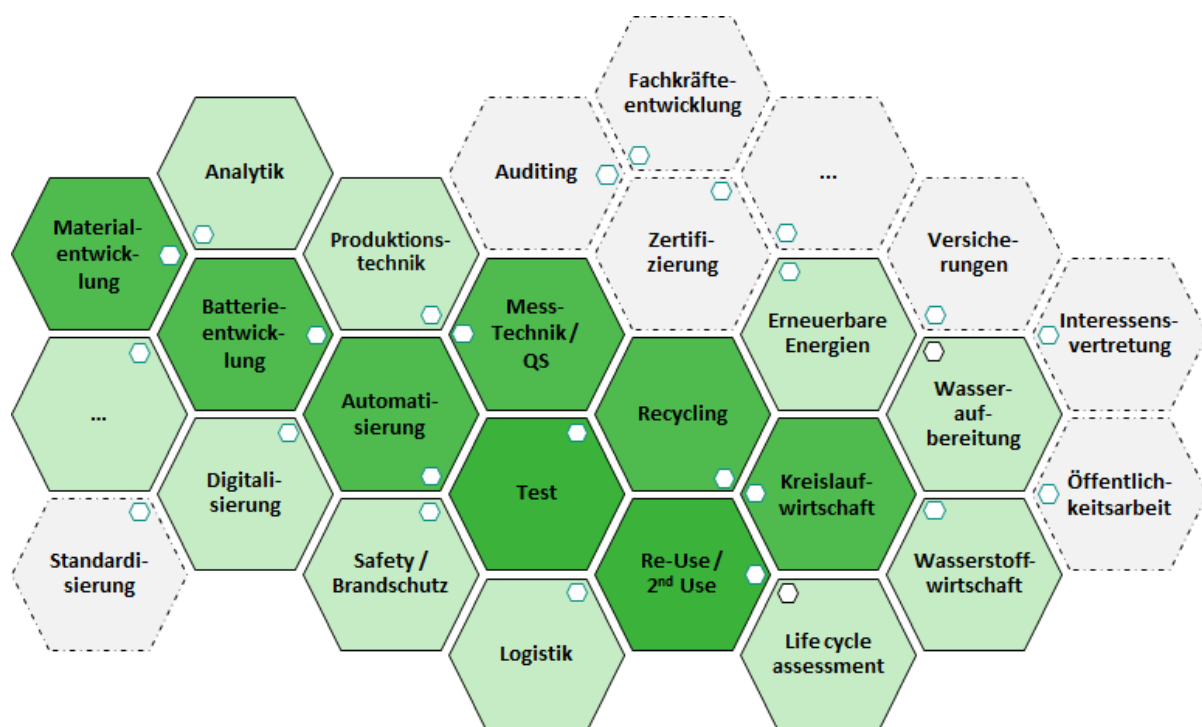 Fachkräfte-
entwicklung
Analytik
Auditing
...
Material-
entwick-
lung
Produktions-
technik
Zertifi-
zierung
Versiche-
rungen
Batterie-
entwick-
lung
Mess-
Technik /
QS
Erneuerbare
Energien
Interessens-
vertretung
...
Automati-
sierung
Recycling
Wasser-
auf-
bereitung
Digitali-
sierung
Test
Kreislauf-
wirtschaft
Öffentlich-
keitsarbeit
Standardi-
sierung
Safety /
Brandschutz
Re-Use /
2nd Use
Wasserstoff-
wirtschaft
Logistik
Life cycle
assessment